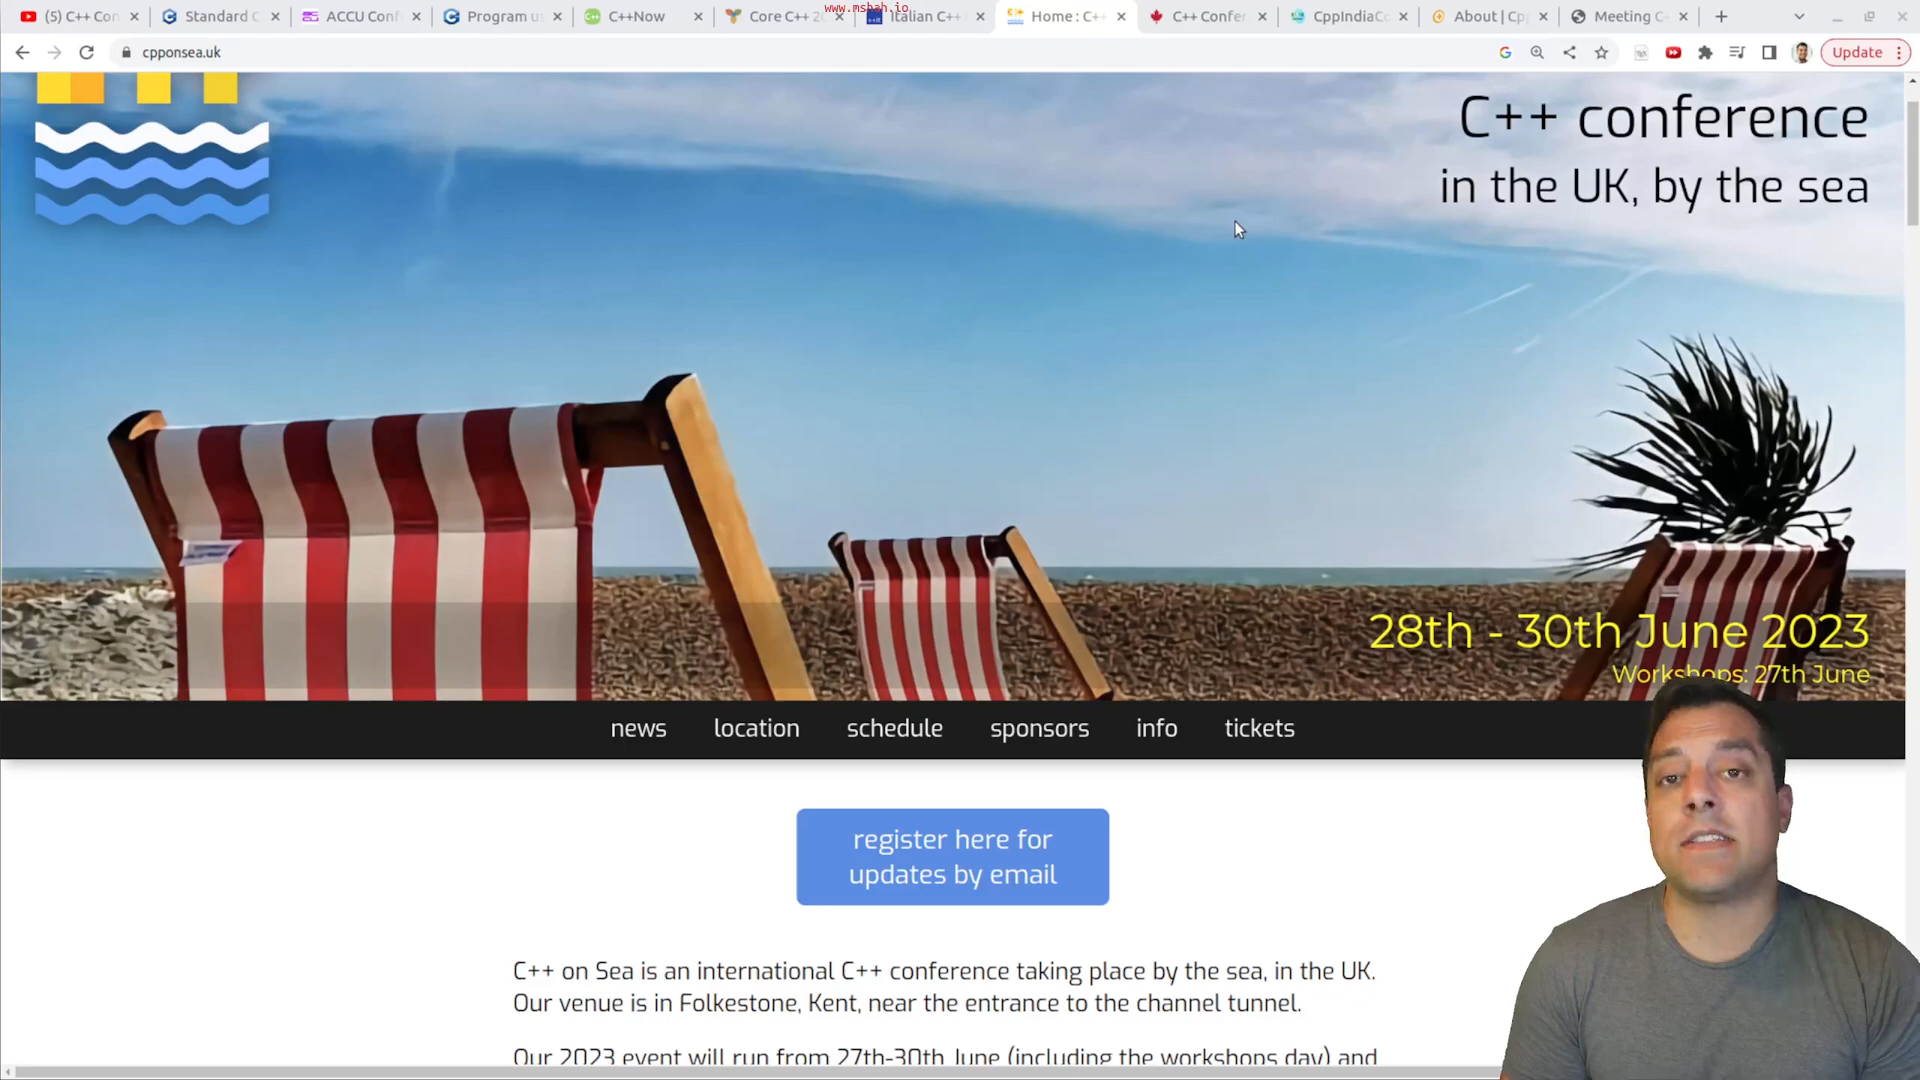 www.mshah.io
(5) C++ Con
Standard C
ACCU Conf
Program us
C++Now
Core C++ 20
Italian C++
Home : C++
C++ Confer
CppIndiaCo
About | Cpp
Meeting C
cpponsea.uk
Update
C++ conference
in the UK, by the sea
28th - 30th June 2023
Workshops: 27th June
news location schedule sponsors info tickets
register here for
updates by email
C++ on Sea is an international C++ conference taking place by the sea, in the UK.
Our venue is in Folkestone, Kent, near the entrance to the channel tunnel.
Our 2023 event will run from 27th-30th June (including the workshops day) and